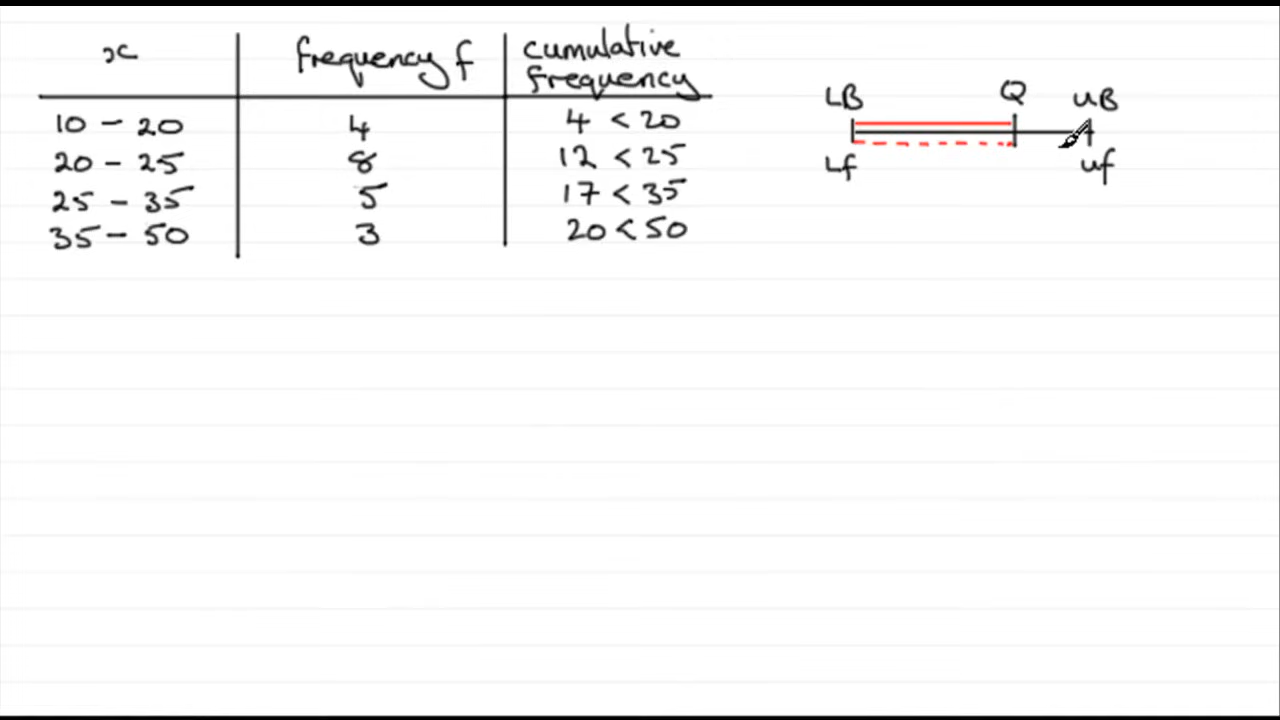 x frequency f cumulative frequency
10 - 20 4 4 < 20
20 - 25 8 12 < 25
25 - 35 5 17 < 35
35 - 50 3 20 < 50
LB Q UB
Lf uf